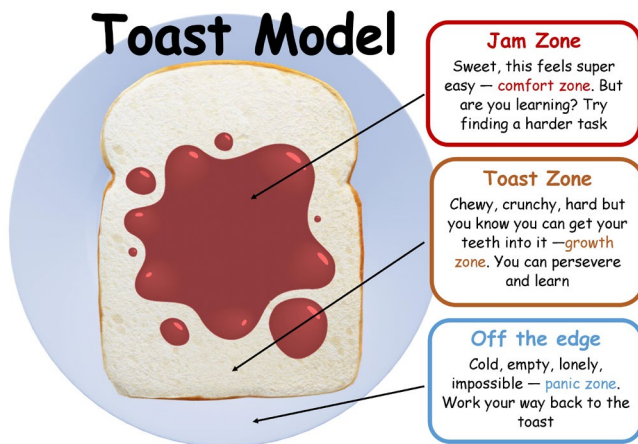 Toast Model
Jam Zone
Sweet, this feels super
easy — comfort zone. But
are you learning? Try
finding a harder task
Toast Zone
Chewy, crunchy, hard but
you know you can get your
teeth into it —growth
zone. You can persevere
and learn
Off the edge
Cold, empty, lonely,
impossible — panic zone.
Work your way back to the
toast